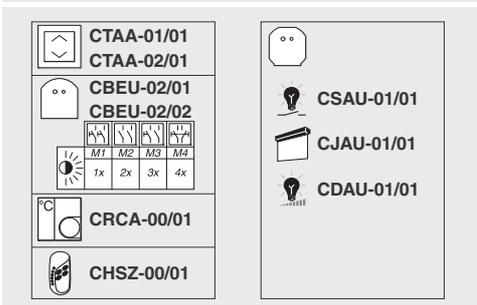 CTAA-01/01
CTAA-02/01
CBEU-02/01
CBEU-02/02
M1 M2 M3 M4
1x 2x 3x 4x
°C
CRCA-00/01
CHSZ-00/01
CSAU-01/01
CJAU-01/01
CDAU-01/01